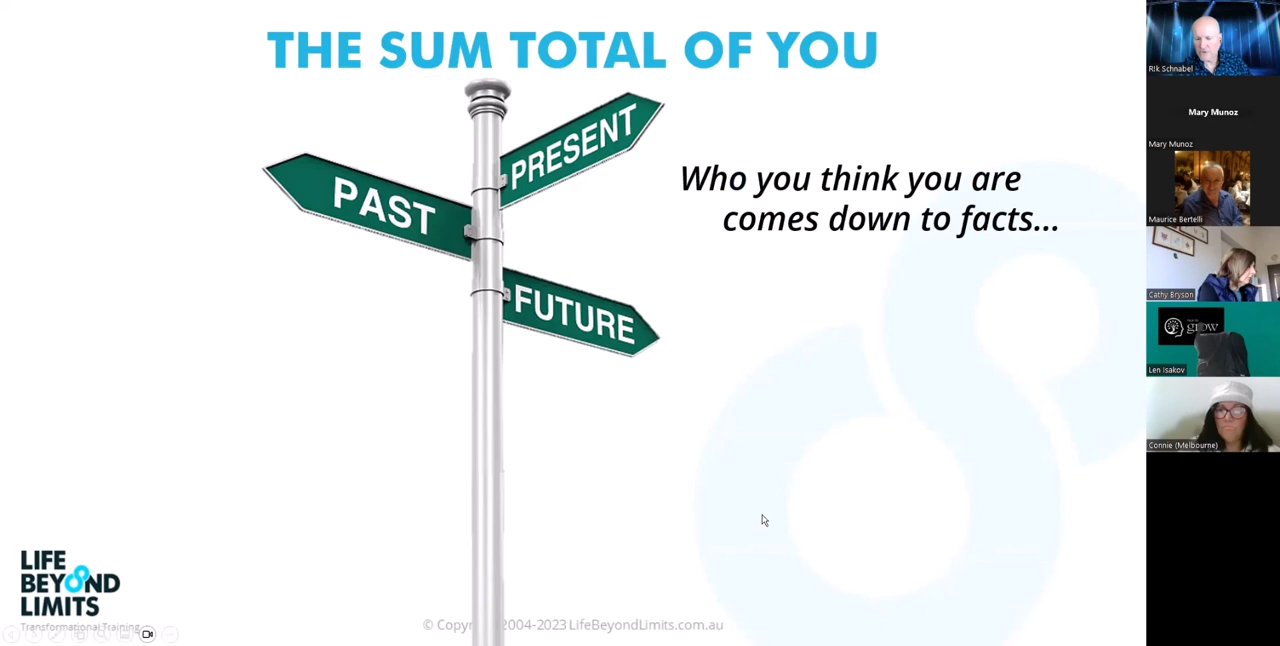 THE SUM TOTAL OF YOU
PRESENT
PAST
FUTURE
Who you think you are
comes down to facts...
LIFE
BEYOND
LIMITS
Transformational Training
© Copyr 2004-2023 LifeBeyondLimits.com.au
Rik Schnabel
Mary Munoz
Mary Munoz
Maurice Bertelli
Cathy Bryson
grow
Len Isakov
Connie (Melbourne)